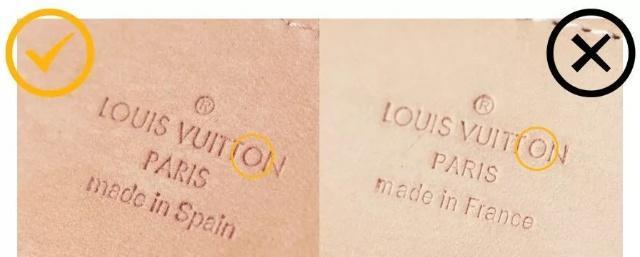 ®
LOUIS VUITTON
PARIS
made in Spain
®
LOUIS VUITTON
PARIS
made in France